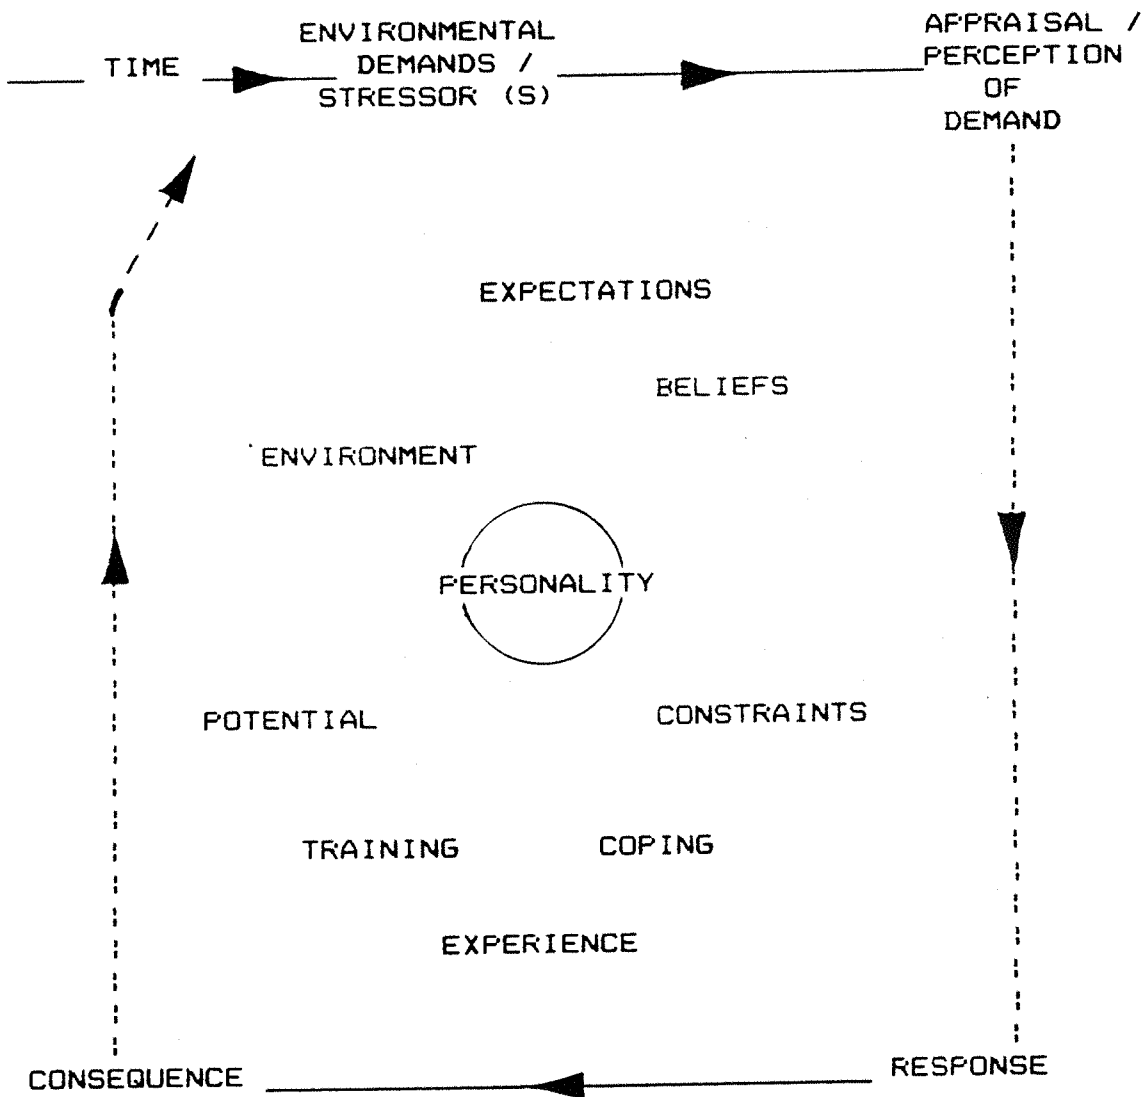 TIME
ENVIRONMENTAL
DEMANDS /
STRESSOR (S)
APPRAISAL /
PERCEPTION
OF
DEMAND
EXPECTATIONS
BELIEFS
ENVIRONMENT
PERSONALITY
POTENTIAL
CONSTRAINTS
TRAINING
COPING
EXPERIENCE
CONSEQUENCE
RESPONSE